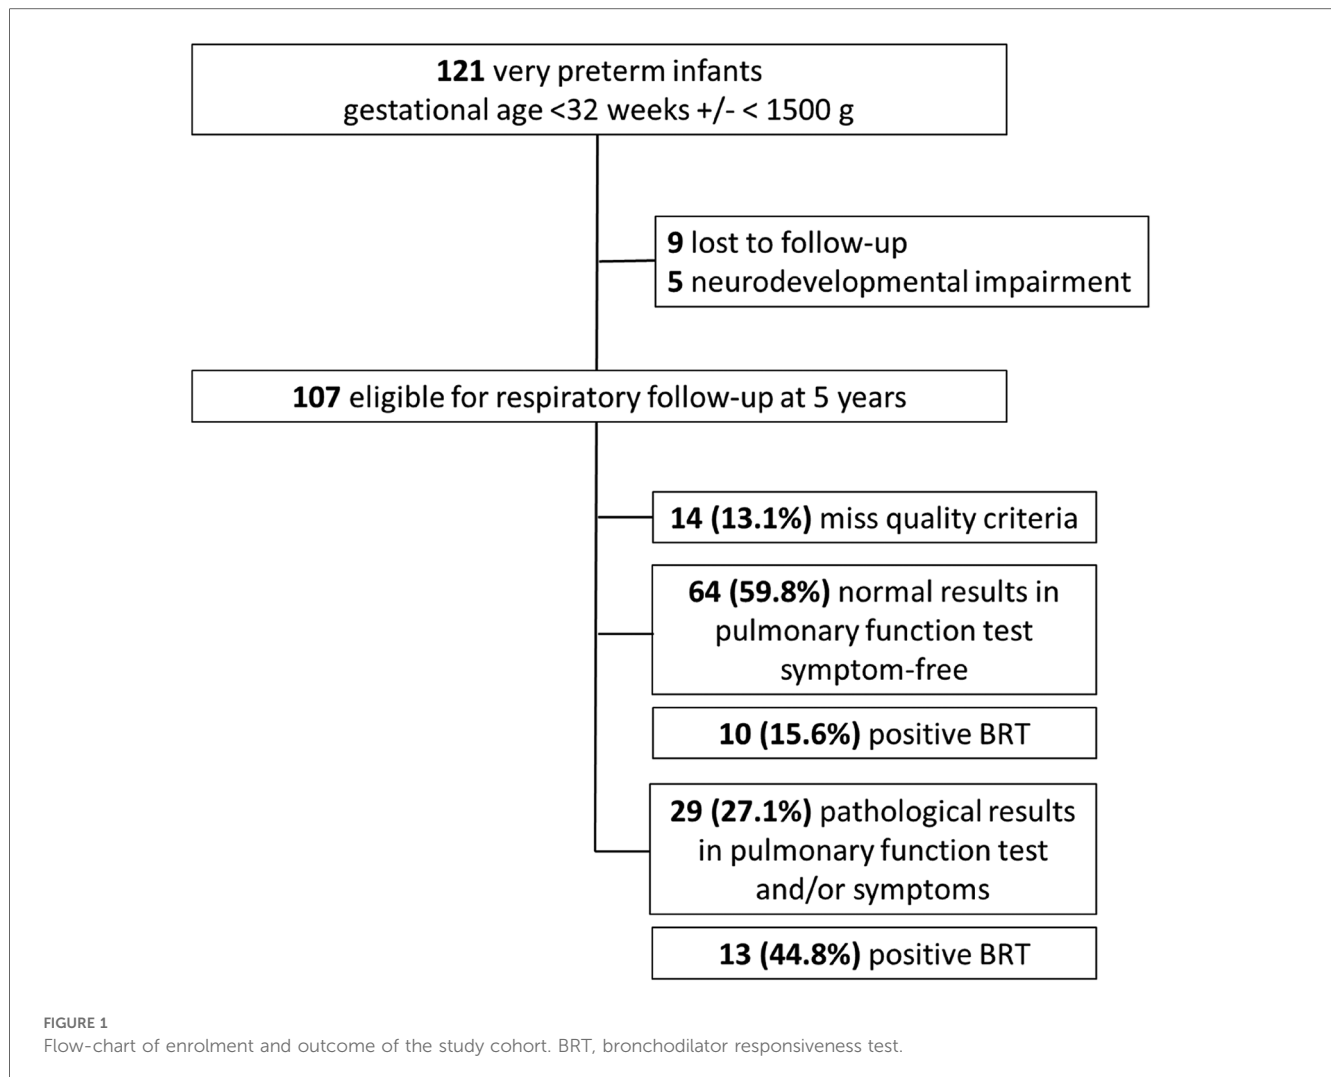 121 very preterm infants
gestational age <32 weeks +/- < 1500 g
9 lost to follow-up
5 neurodevelopmental impairment
107 eligible for respiratory follow-up at 5 years
14 (13.1%) miss quality criteria
64 (59.8%) normal results in
pulmonary function test
symptom-free
10 (15.6%) positive BRT
29 (27.1%) pathological results
in pulmonary function test
and/or symptoms
13 (44.8%) positive BRT
FIGURE 1
Flow-chart of enrolment and outcome of the study cohort. BRT, bronchodilator responsiveness test.